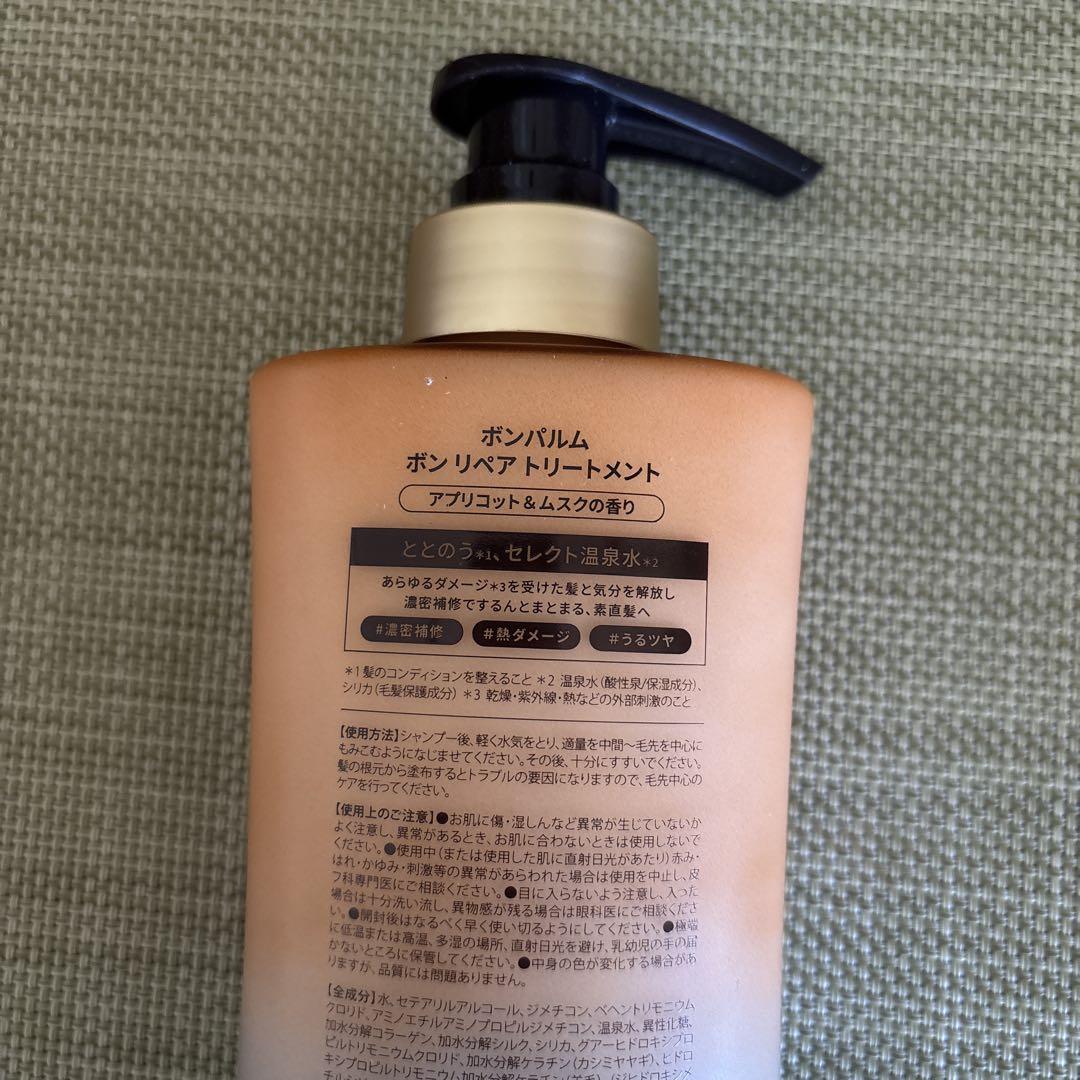 ボンパルム
ボン リペア トリートメント
アプリコット＆ムスクの香り
ととのう*1、セレクト温泉水*2
あらゆるダメージ*3を受けた髪と気分を解放し
濃密補修でするんとまとまる、素直髪へ
#濃密補修 #熱ダメージ #うるツヤ
*1 髪のコンディションを整えること *2 温泉水(酸性泉/保湿成分)、
シリカ(毛髪保護成分) *3 乾燥・紫外線・熱などの外部刺激のこと
【使用方法】シャンプー後、軽く水気をとり、適量を中間〜毛先を中心に
もみこむようになじませてください。その後、十分にすすいでください。
髪の根元から塗布するとトラブルの要因になりますので、毛先中心の
ケアを行ってください。
【使用上のご注意】●お肌に傷・湿しんなど異常が生じていないか
よく注意し、異常があるとき、お肌に合わないときは使用しないで
ください。●使用中(または使用した肌に直射日光があたり)赤み・
はれ・かゆみ・刺激等の異常があらわれた場合は使用を中止し、皮
フ科専門医にご相談ください。●目に入らないよう注意し、入った
場合は十分洗い流し、異物感が残る場合は眼科医にご相談くださ
い。●開封後はなるべく早く使い切るようにしてください。●極端
に低温または高温、多湿の場所、直射日光を避け、乳幼児の手の届
かないところに保管してください。●中身の色が変化する場合があ
りますが、品質には問題ありません。
【全成分】水、セテアリルアルコール、ジメチコン、ベヘントリモニウム
クロリド、アミノエチルアミノプロピルジメチコン、温泉水、異性化糖、
加水分解コラーゲン、加水分解シルク、シリカ、グアーヒドロキシプロ
ピルトリモニウムクロリド、加水分解ケラチン(カシミヤヤギ)、ヒドロ
キシプロピルトリモニウム加水分解ケラチン(羊毛)、(ジヒドロキシメ